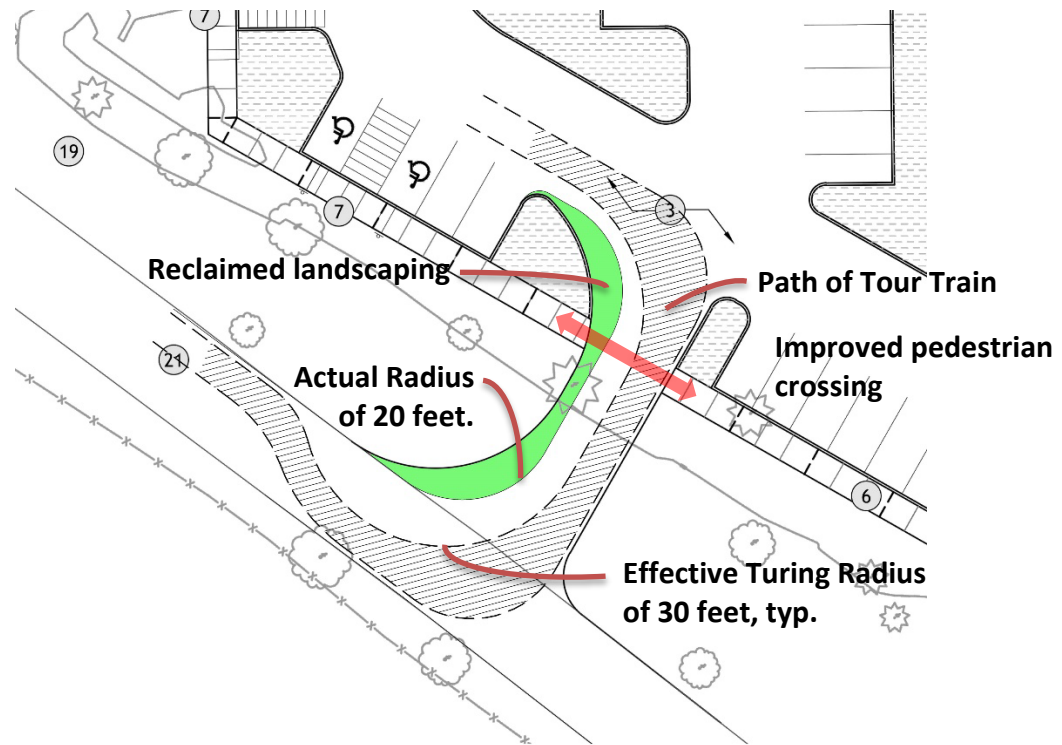 7
19
7
3
Reclaimed landscaping
Path of Tour Train
Improved pedestrian
crossing
21
Actual Radius
of 20 feet.
6
Effective Turing Radius
of 30 feet, typ.